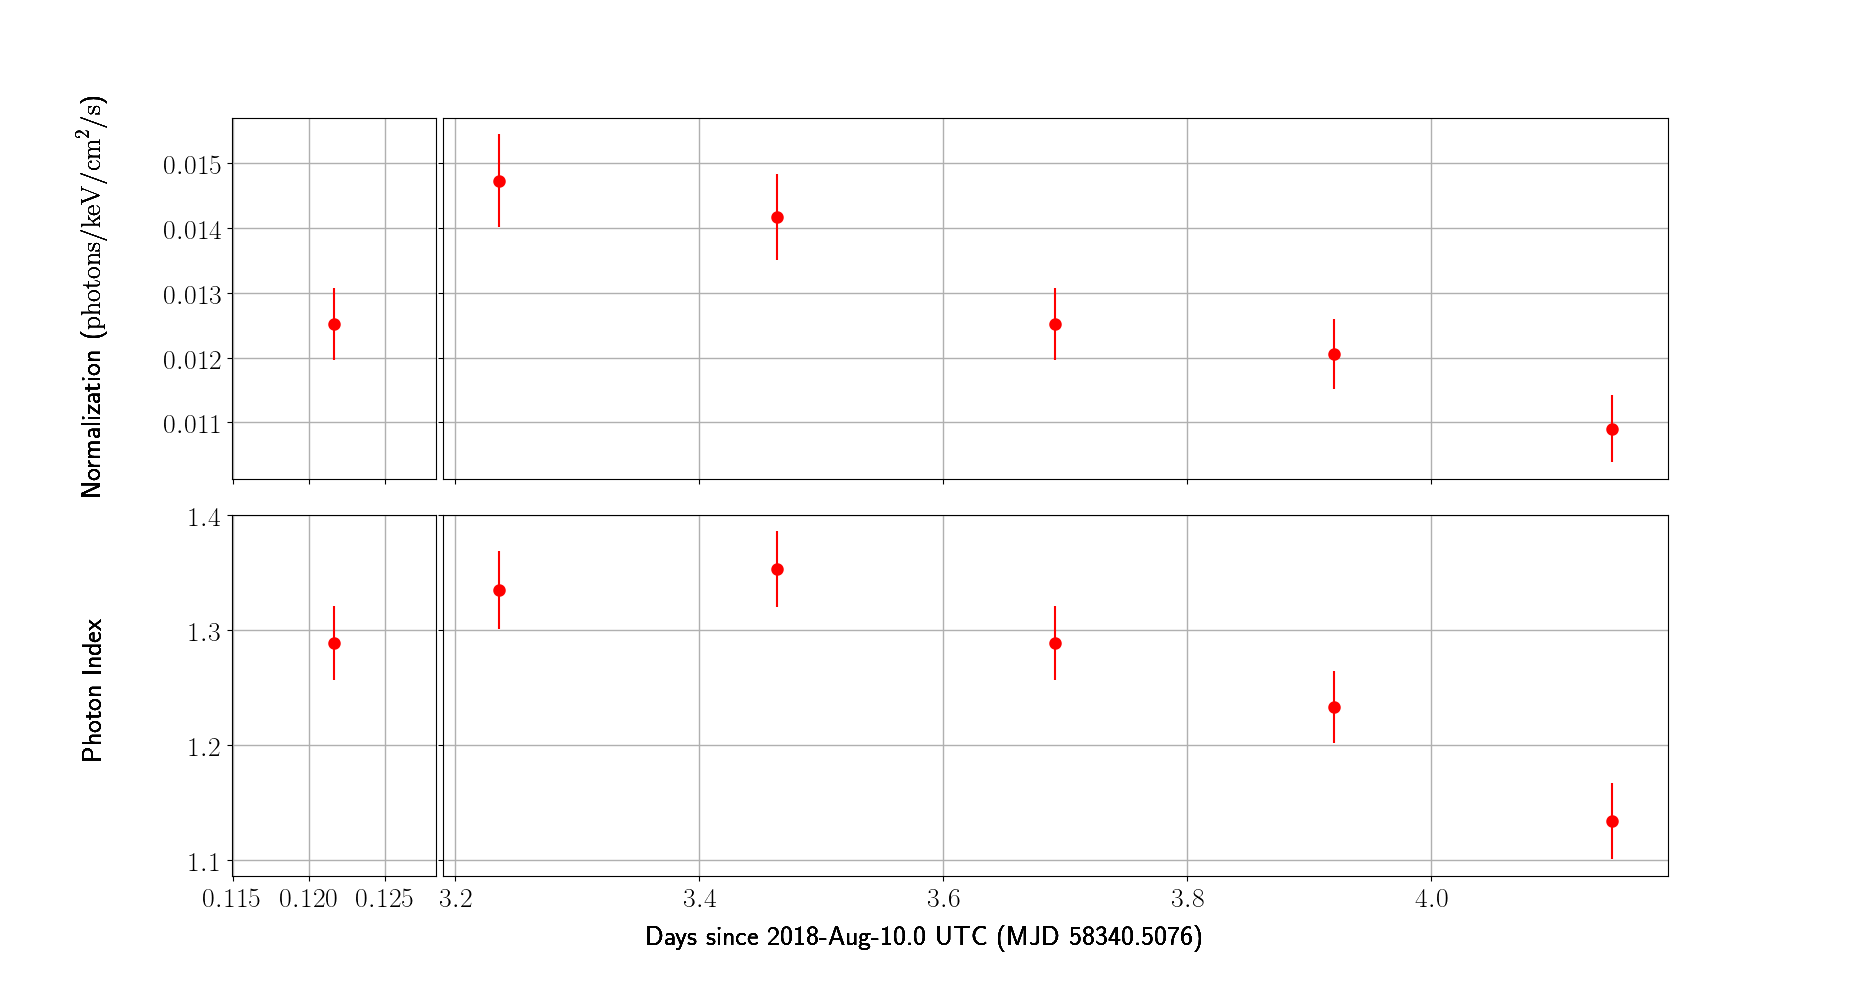 Normalization (photons/keV/cm²/s)
0.015
0.014
0.013
0.012
0.011
Photon Index
1.4
1.3
1.2
1.1
0.115 0.120 0.125 3.2 3.4 3.6 3.8 4.0
Days since 2018-Aug-10.0 UTC (MJD 58340.5076)